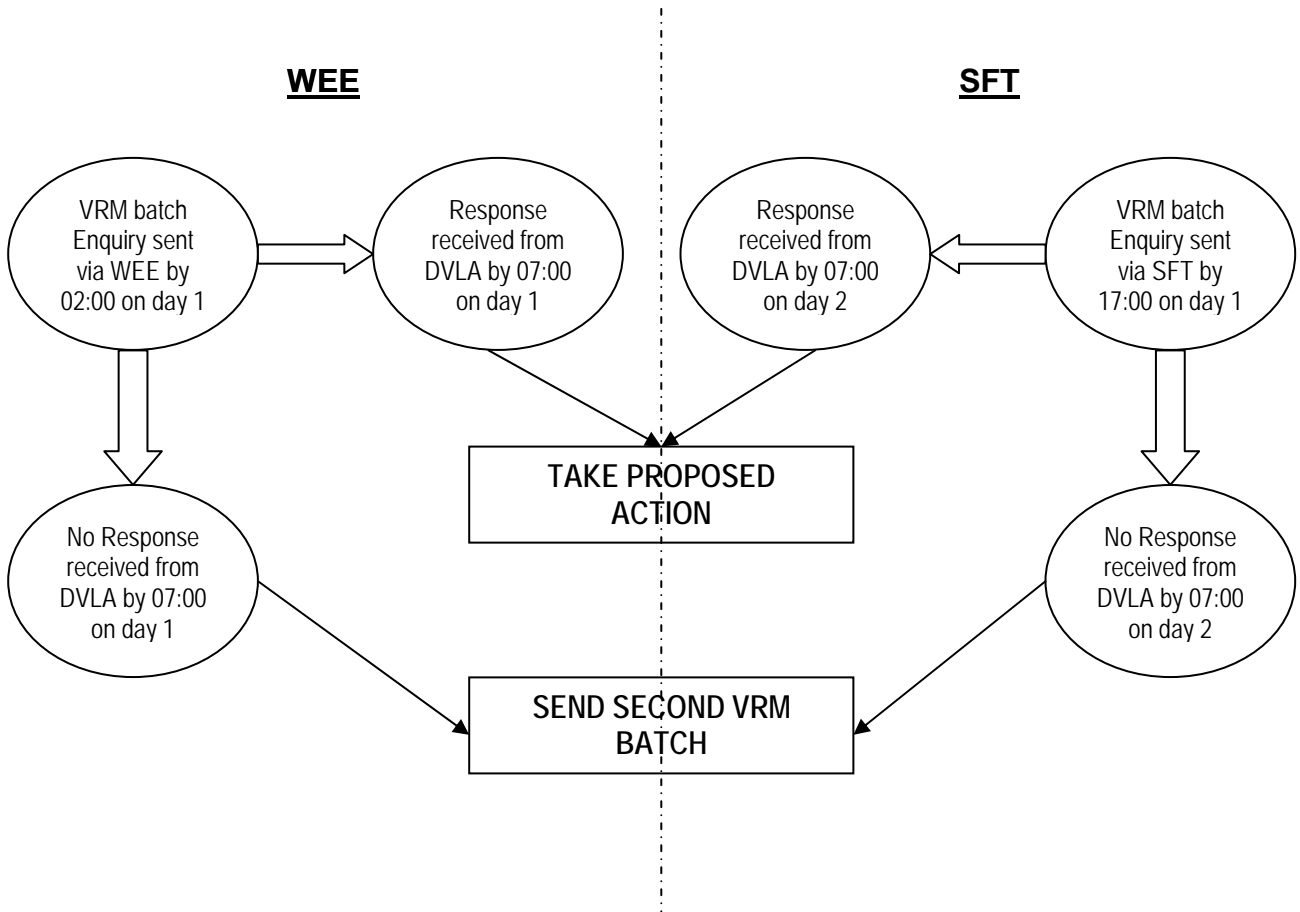 WEE
SFT
VRM batch
Enquiry sent
via WEE by
02:00 on day 1
Response
received from
DVLA by 07:00
on day 1
Response
received from
DVLA by 07:00
on day 2
VRM batch
Enquiry sent
via SFT by
17:00 on day 1
TAKE PROPOSED
ACTION
No Response
received from
DVLA by 07:00
on day 1
No Response
received from
DVLA by 07:00
on day 2
SEND SECOND VRM
BATCH